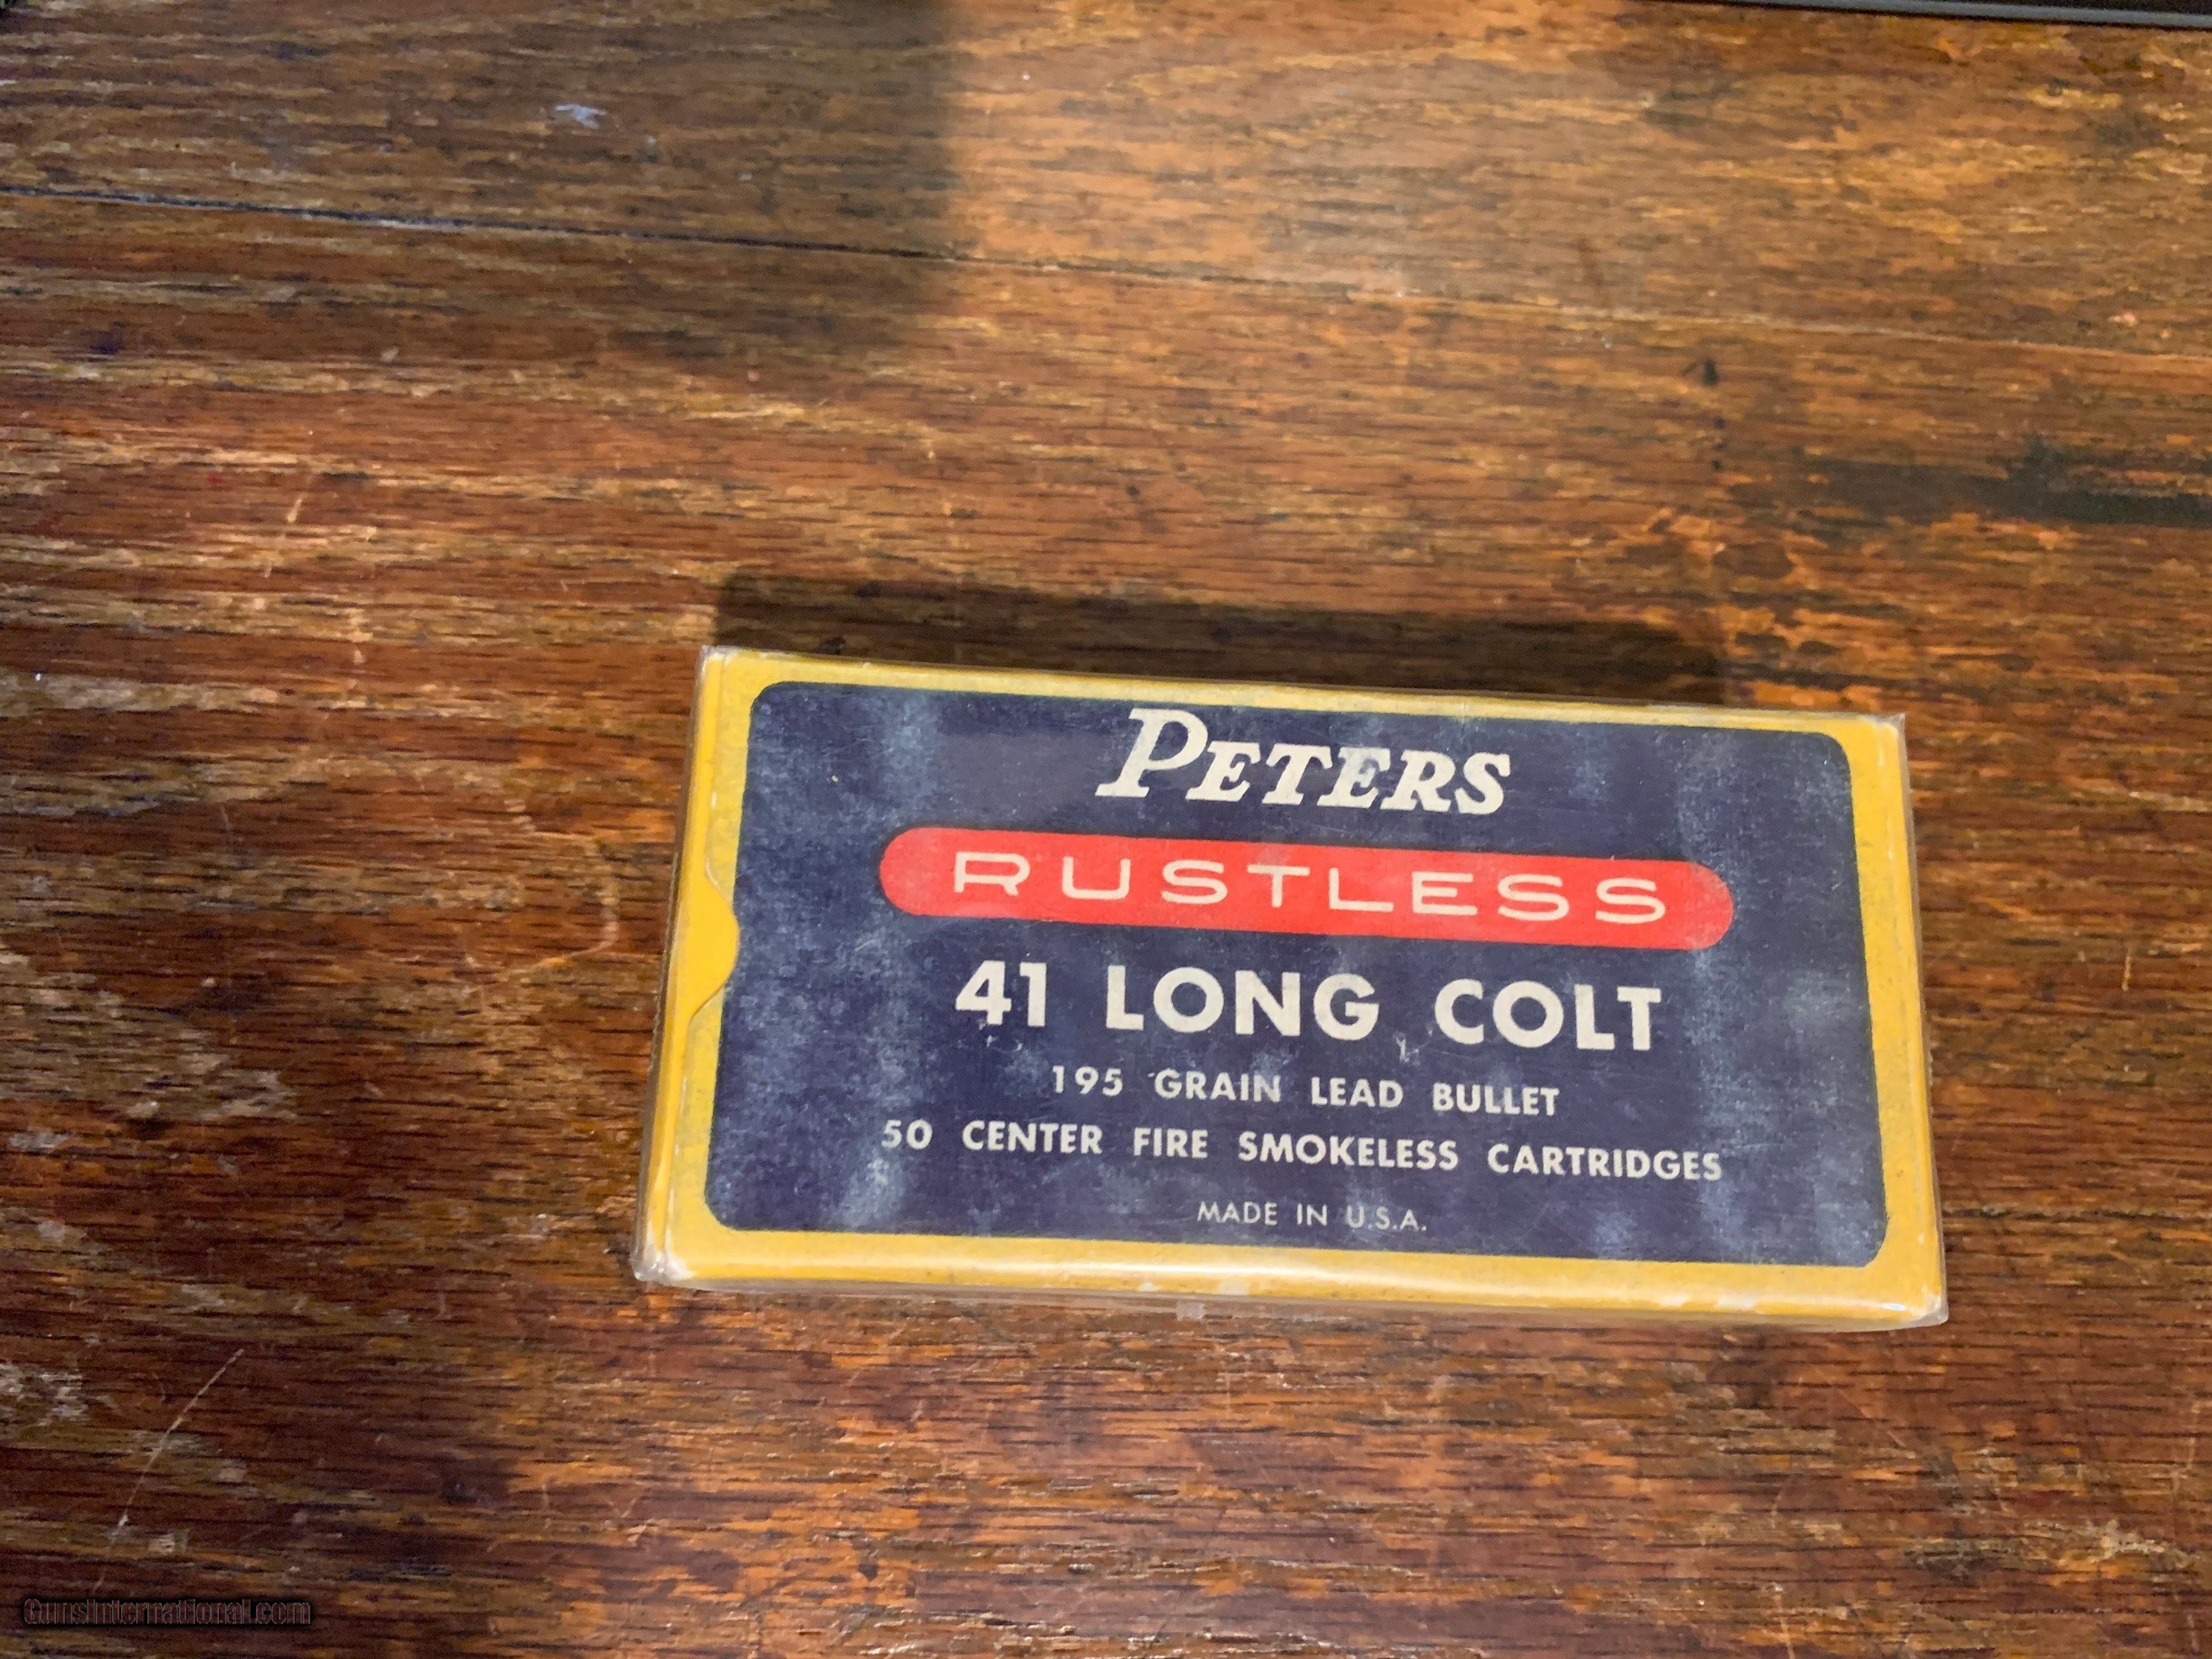 PETERS
RUSTLESS
41 LONG COLT
195 GRAIN LEAD BULLET
50 CENTER FIRE SMOKELESS CARTRIDGES
MADE IN U.S.A.
GunsInternational.com